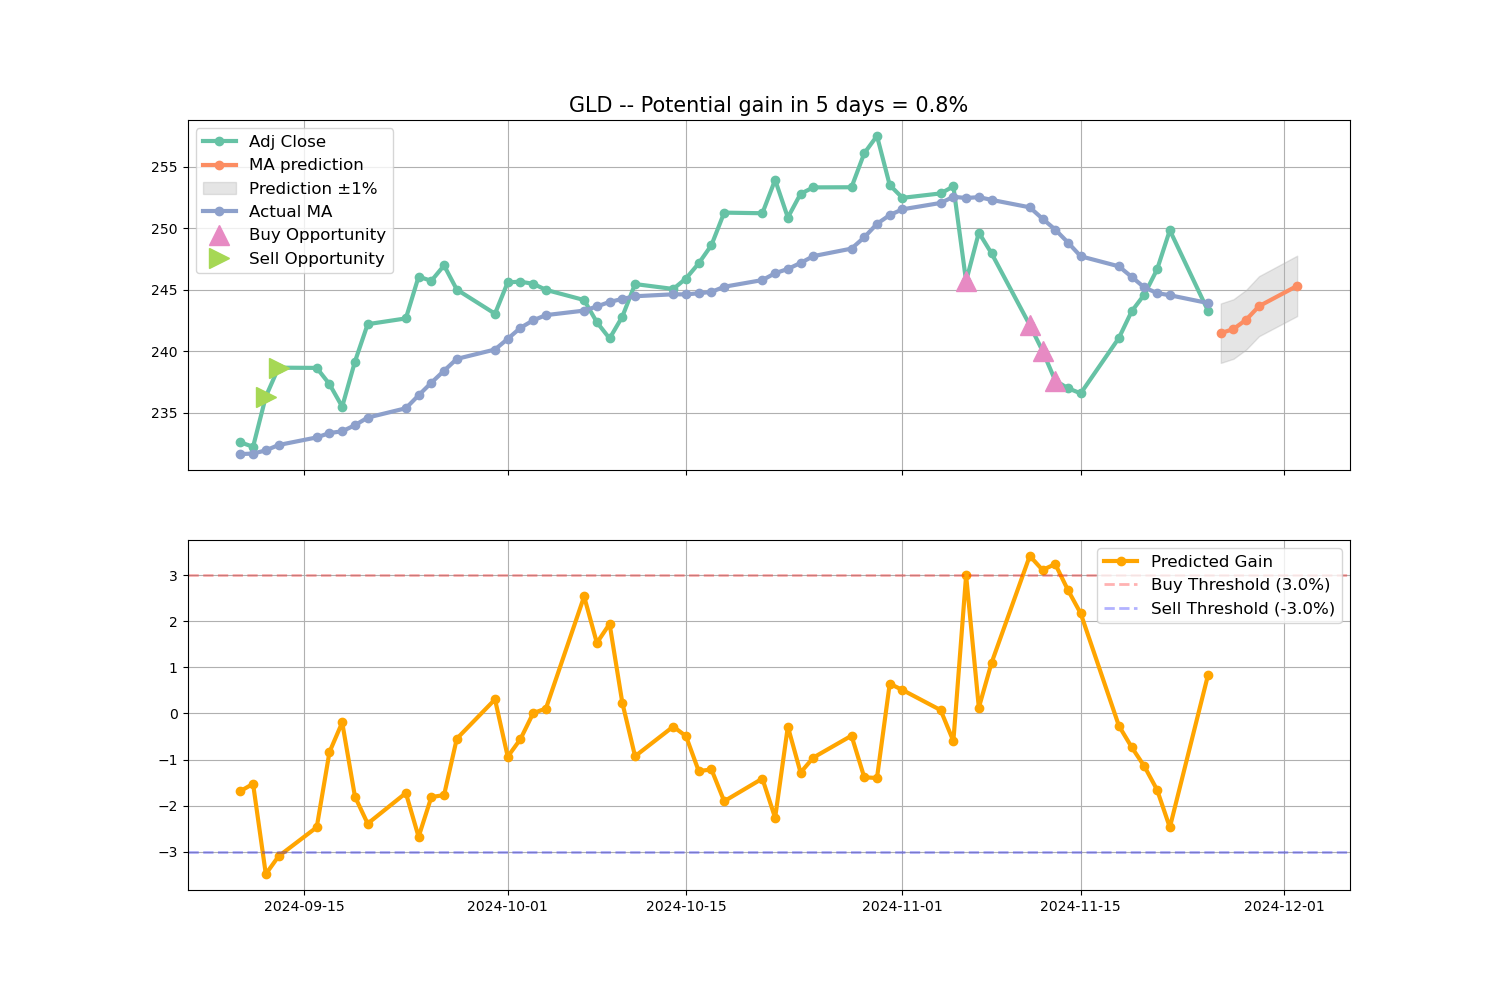 GLD -- Potential gain in 5 days = 0.8%
Adj Close
MA prediction
Prediction ±1%
Actual MA
Buy Opportunity
Sell Opportunity
255
250
245
240
235
Predicted Gain
Buy Threshold (3.0%)
Sell Threshold (-3.0%)
3
2
1
0
−1
−2
−3
2024-09-15 2024-10-01 2024-10-15 2024-11-01 2024-11-15 2024-12-01